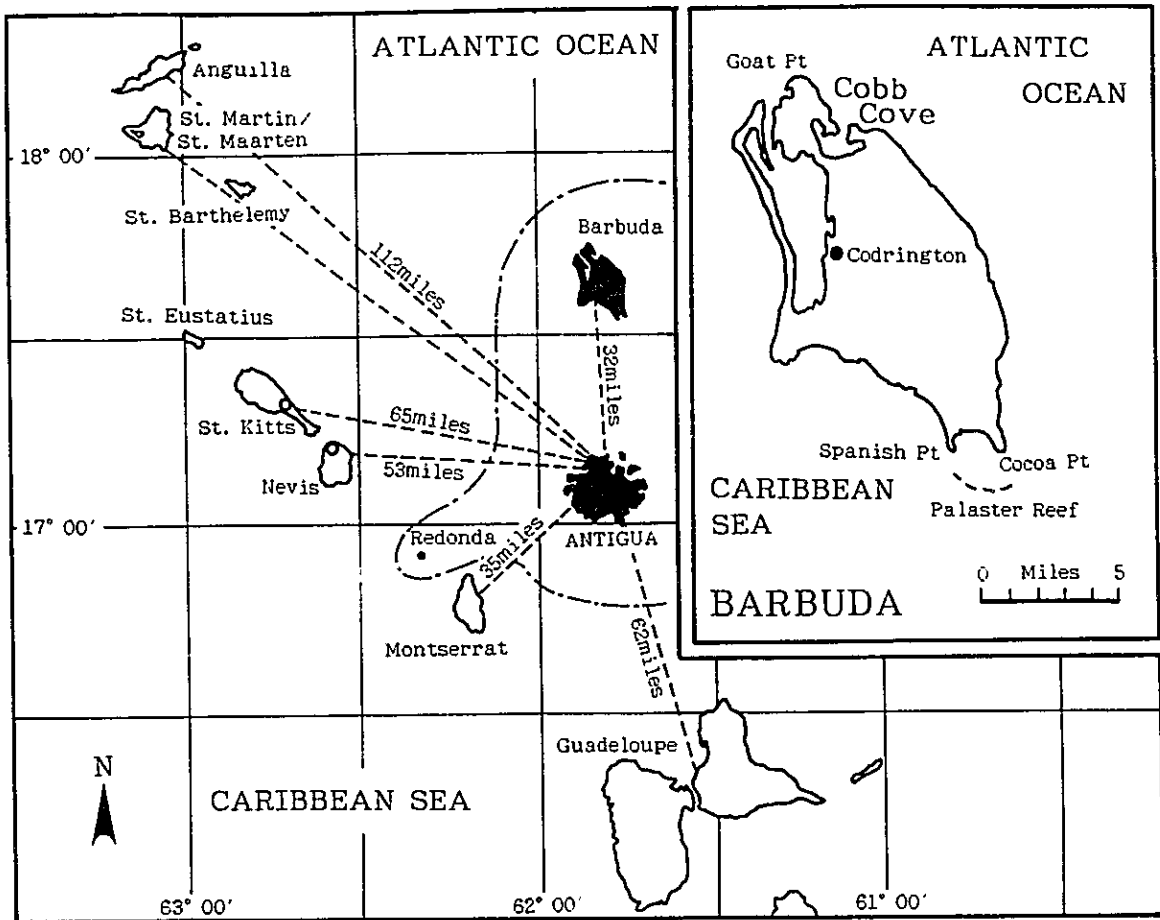 ATLANTIC OCEAN
Anguilla
St. Martin/
St. Maarten
18° 00'
St. Barthelemy
Barbuda
112miles
St. Eustatius
32miles
65miles
St. Kitts
53miles
Nevis
17° 00'
Redonda
35miles
ANTIGUA
Montserrat
62miles
Guadeloupe
N
CARIBBEAN SEA
63° 00'
62° 00'
61° 00'
ATLANTIC
OCEAN
Goat Pt
Cobb
Cove
Codrington
Spanish Pt
Cocoa Pt
CARIBBEAN
SEA
Palaster Reef
0 Miles 5
BARBUDA